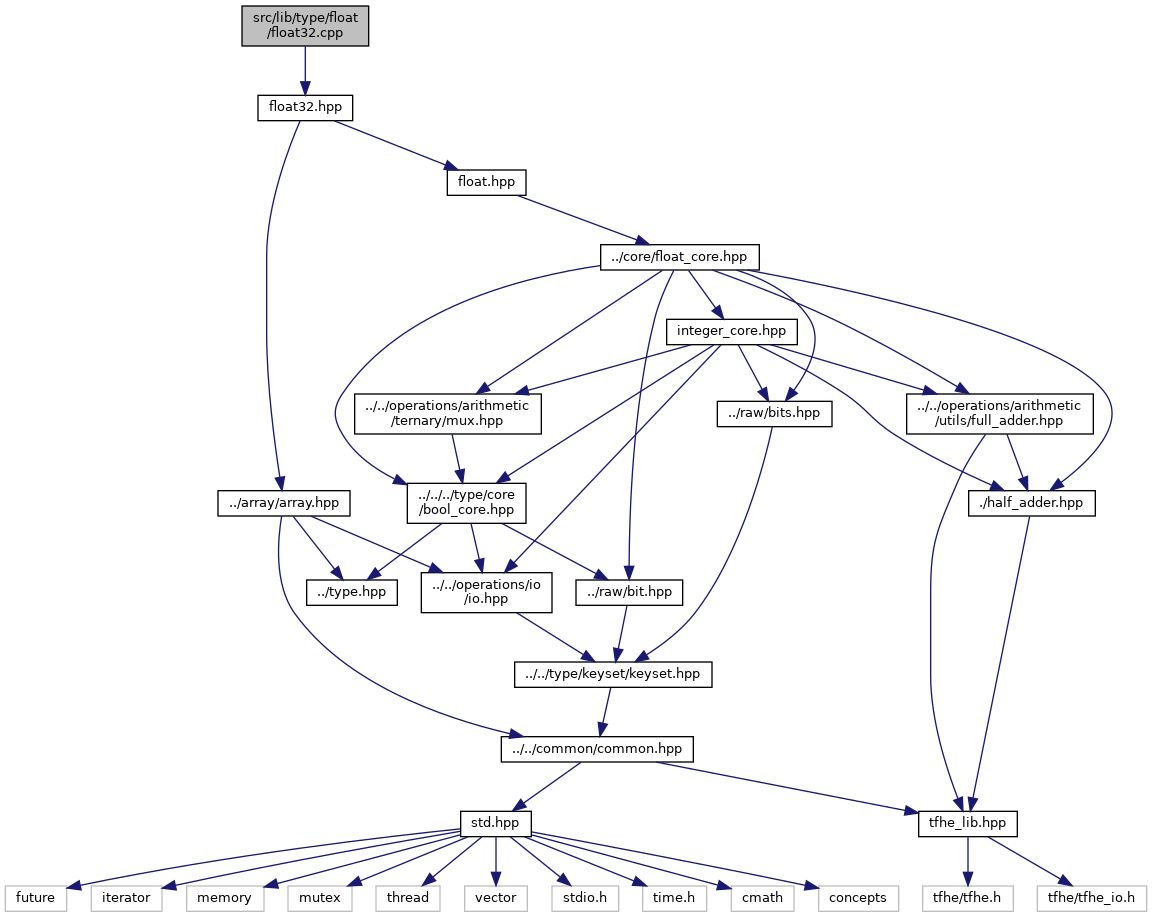 src/lib/type/float
/float32.cpp
float32.hpp
float.hpp
../core/float_core.hpp
integer_core.hpp
../../operations/arithmetic
/ternary/mux.hpp
../raw/bits.hpp
../../operations/arithmetic
/utils/full_adder.hpp
../array/array.hpp
../../../type/core
/bool_core.hpp
./half_adder.hpp
../type.hpp
../../operations/io
/io.hpp
../raw/bit.hpp
../../type/keyset/keyset.hpp
../../common/common.hpp
std.hpp
tfhe_lib.hpp
future
iterator
memory
mutex
thread
vector
stdio.h
time.h
cmath
concepts
tfhe/tfhe.h
tfhe/tfhe_io.h